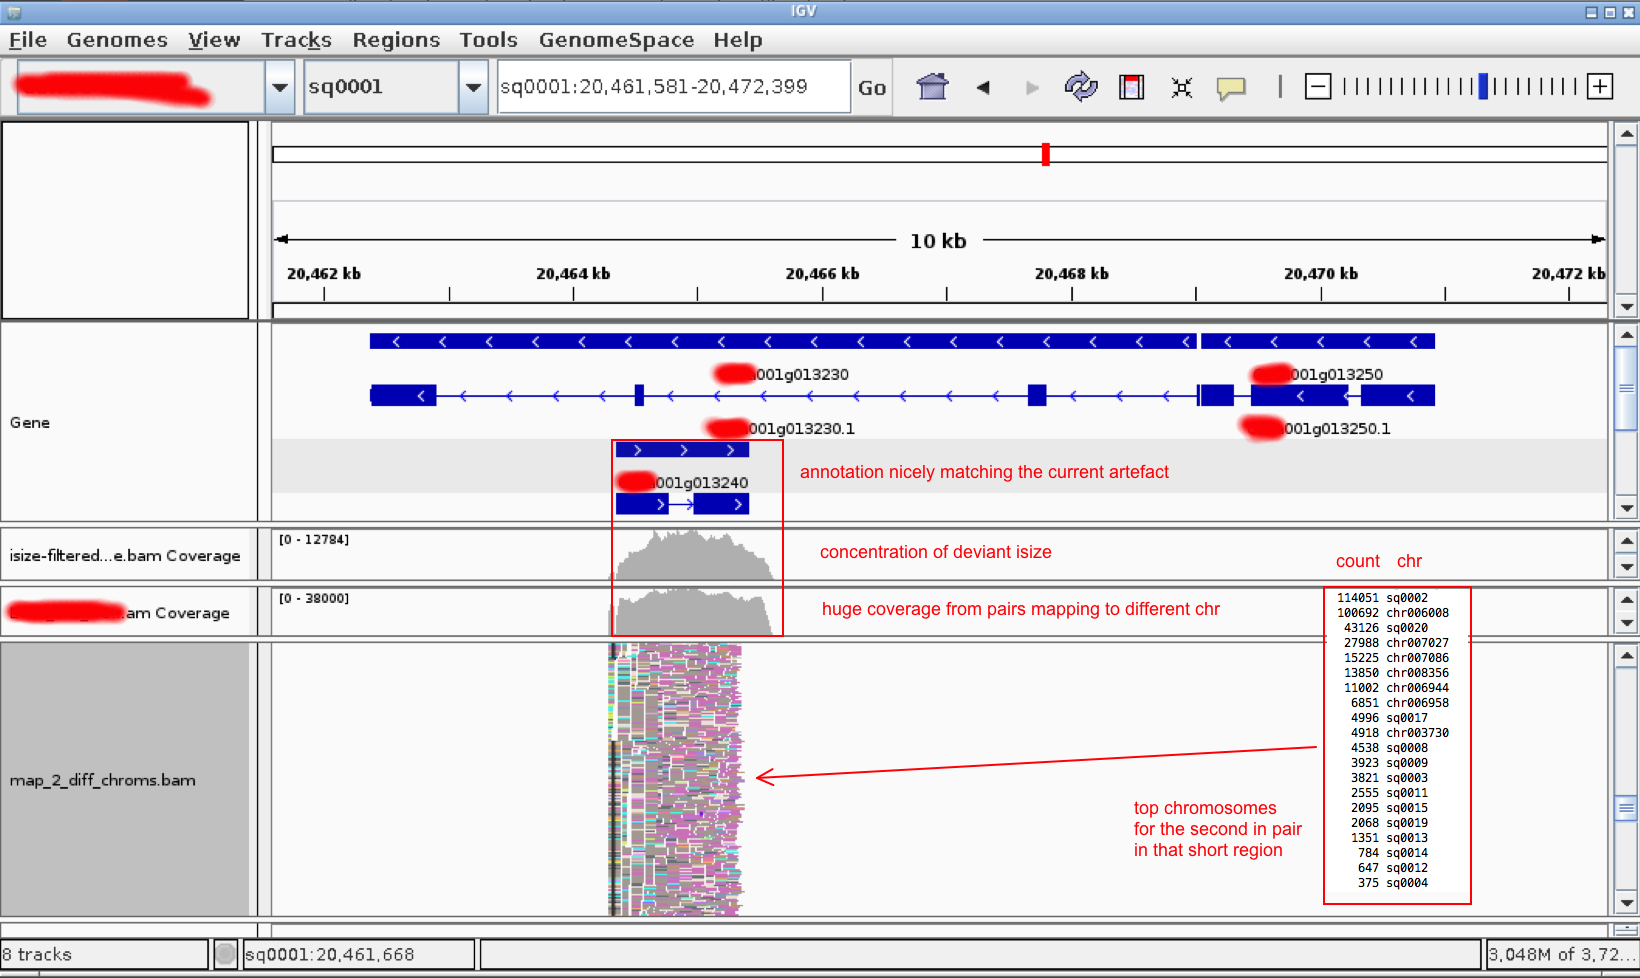 IGV
File Genomes View Tracks Regions Tools GenomeSpace Help
sq0001 sq0001:20,461,581-20,472,399 Go
10 kb
20,462 kb 20,464 kb 20,466 kb 20,468 kb 20,470 kb 20,472 kb
Gene
001g013230 001g013250
001g013230.1 001g013250.1
annotation nicely matching the current artefact
001g013240
isize-filtered...e.bam Coverage
[0 - 12784]
concentration of deviant isize
count chr
am Coverage
[0 - 38000]
huge coverage from pairs mapping to different chr
114051 sq0002
100692 chr006008
43126 sq0020
27988 chr007027
15225 chr007086
13850 chr008356
11002 chr006944
6851 chr006958
4996 sq0017
4918 chr003730
4538 sq0008
3923 sq0009
3821 sq0003
2555 sq0011
2095 sq0015
2068 sq0019
1351 sq0013
784 sq0014
647 sq0012
375 sq0004
map_2_diff_chroms.bam
top chromosomes
for the second in pair
in that short region
8 tracks sq0001:20,461,668 3,048M of 3,72...